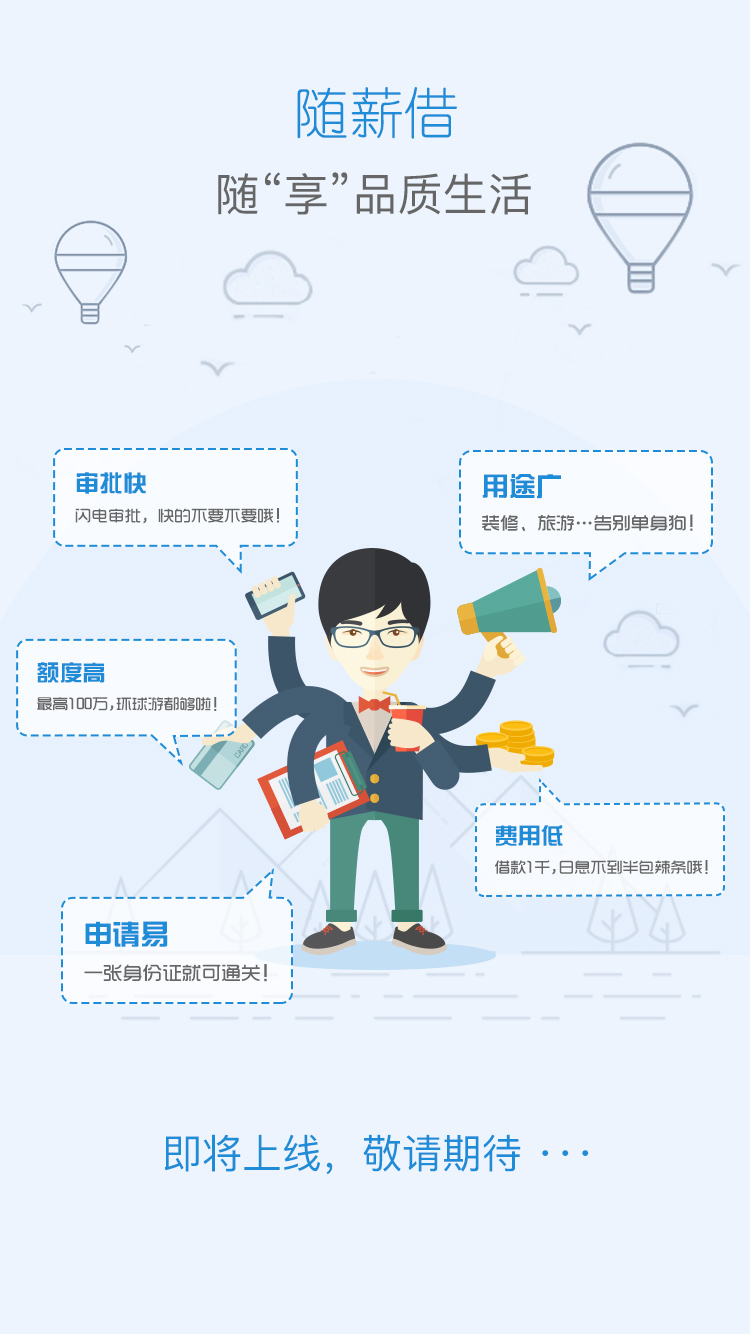 随薪借
随“享”品质生活
审批快
闪电审批，快的不要不要哦！
用途广
装修、旅游…告别单身狗！
额度高
最高100万,环球游都够啦！
CARD
费用低
借款1千,日息不到半包辣条哦！
申请易
一张身份证就可通关！
即将上线，敬请期待 ···